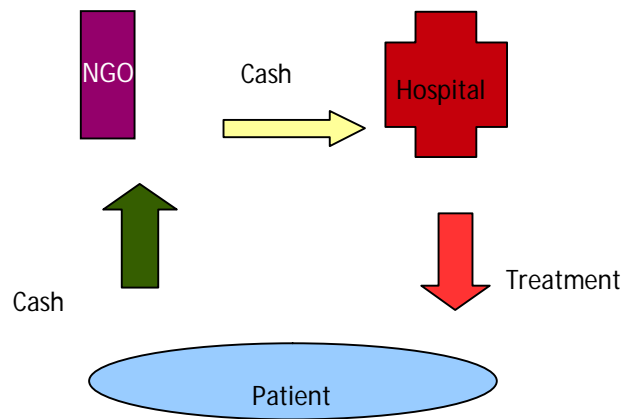 NGO
Cash
Hospital
Cash
Treatment
Patient